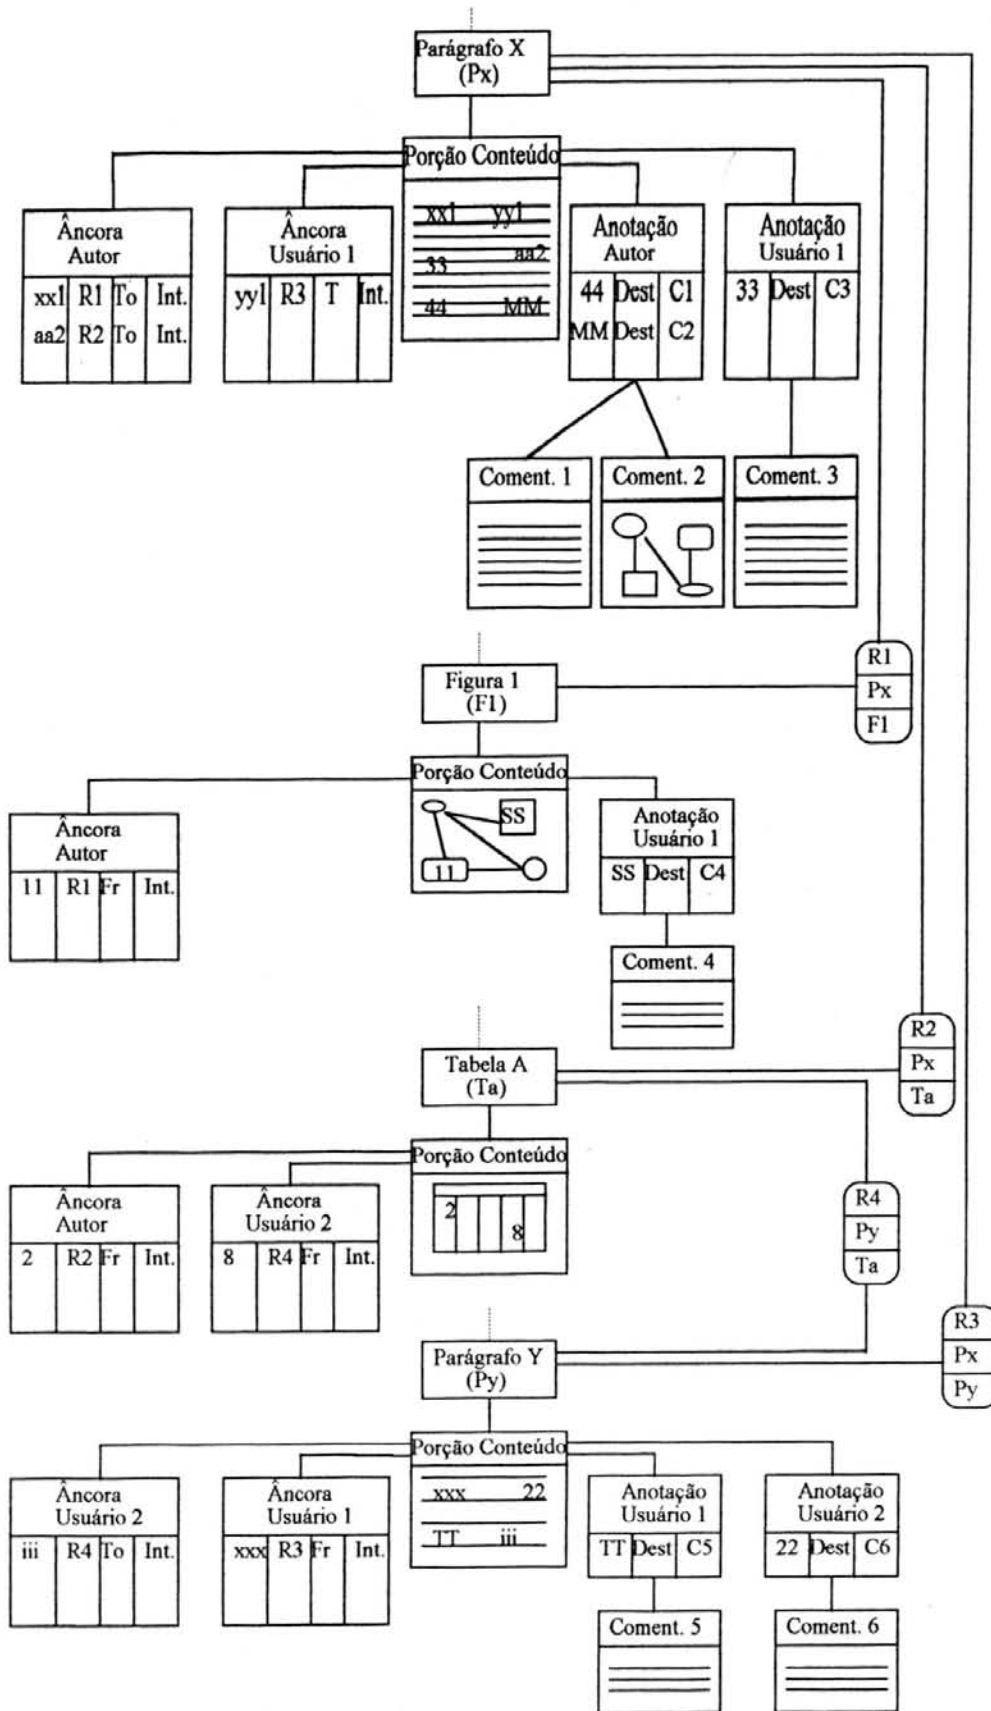 Parágrafo X
(Px)
Porção Conteúdo
xx1 yy1
aa2
33
44 MM
Âncora
Autor
xx1 R1 To Int.
aa2 R2 To Int.
Âncora
Usuário 1
yy1 R3 T Int.
Anotação
Autor
44 Dest C1
MM Dest C2
Anotação
Usuário 1
33 Dest C3
Coment. 1
Coment. 2
Coment. 3
R1
Px
F1
Figura 1
(F1)
Porção Conteúdo
SS
11
Âncora
Autor
11 R1 Fr Int.
Anotação
Usuário 1
SS Dest C4
Coment. 4
R2
Px
Ta
Tabela A
(Ta)
Porção Conteúdo
2
8
Âncora
Autor
2 R2 Fr Int.
Âncora
Usuário 2
8 R4 Fr Int.
R4
Py
Ta
R3
Px
Py
Parágrafo Y
(Py)
Porção Conteúdo
xxx 22
TT iii
Âncora
Usuário 2
iii R4 To Int.
Âncora
Usuário 1
xxx R3 Fr Int.
Anotação
Usuário 1
TT Dest C5
Anotação
Usuário 2
22 Dest C6
Coment. 5
Coment. 6